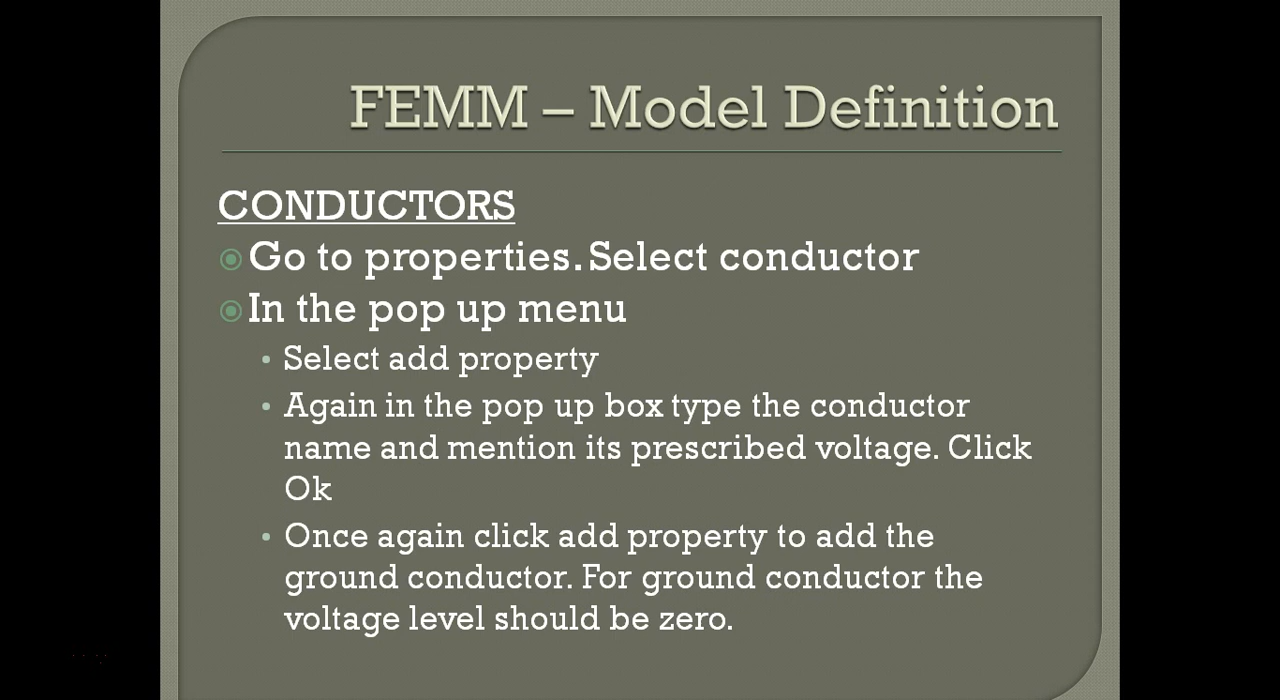 FEMM – Model Definition
CONDUCTORS
Go to properties. Select conductor
In the pop up menu
Select add property
Again in the pop up box type the conductor
name and mention its prescribed voltage. Click
Ok
Once again click add property to add the
ground conductor. For ground conductor the
voltage level should be zero.